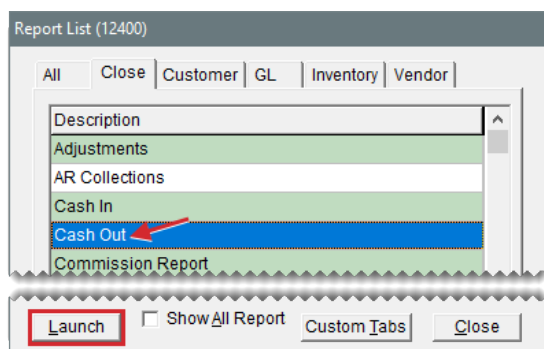 Report List (12400)
All Close Customer GL Inventory Vendor
Description
Adjustments
AR Collections
Cash In
Cash Out
Commission Report
Launch Show All Report Custom Tabs Close